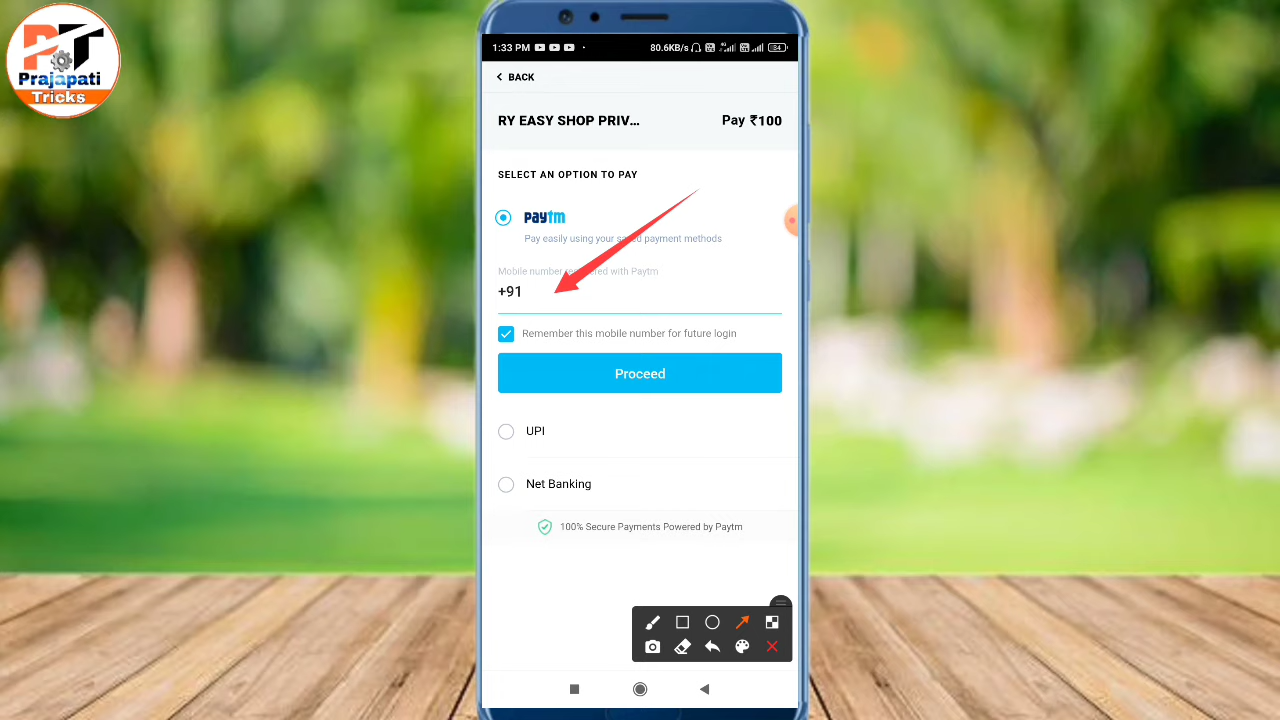 PT
Prajapati
Tricks
1:33 PM
80.6KB/s
84
BACK
RY EASY SHOP PRIV...
Pay ₹100
SELECT AN OPTION TO PAY
paytm
Pay easily using your saved payment methods
Mobile number registered with Paytm
+91
Remember this mobile number for future login
Proceed
UPI
Net Banking
100% Secure Payments Powered by Paytm